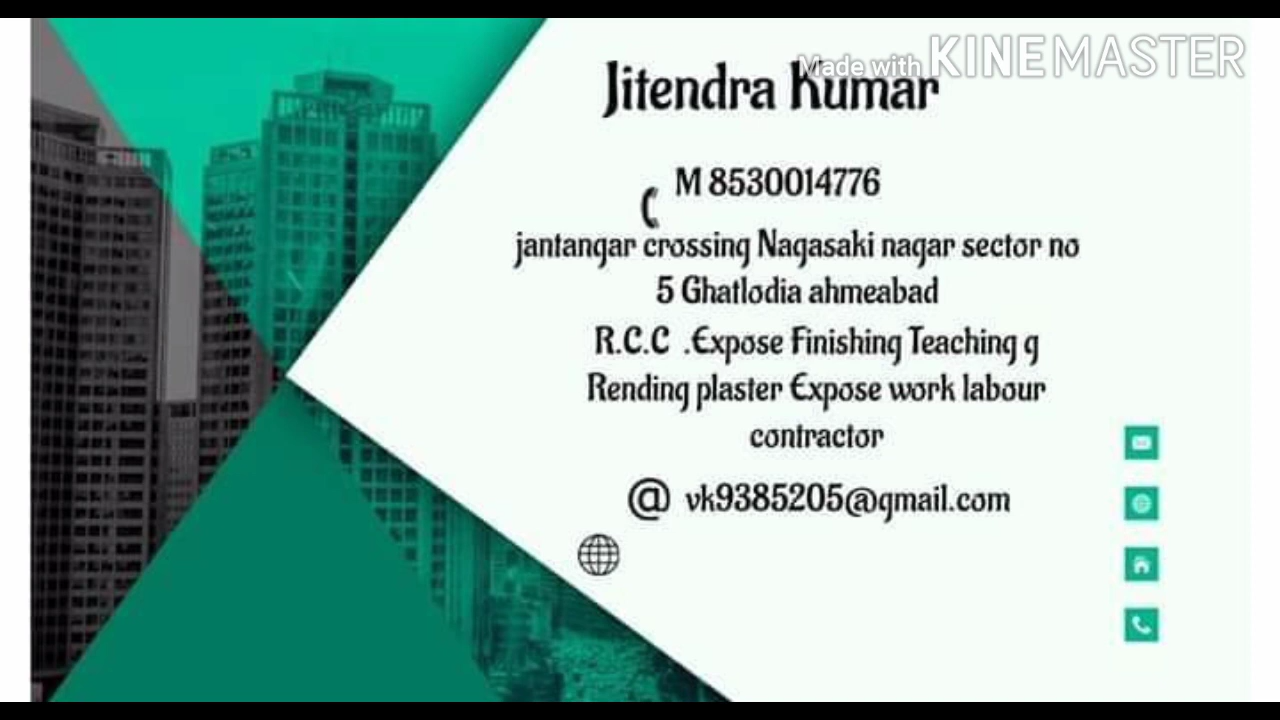 Made with KINEMASTER
Jitendra Kumar
M 8530014776
jantangar crossing Nagasaki nagar sector no
5 Ghatlodia ahmeabad
R.C.C .Expose Finishing Teaching g
Rending plaster Expose work labour
contractor
@ vk9385205@gmail.com